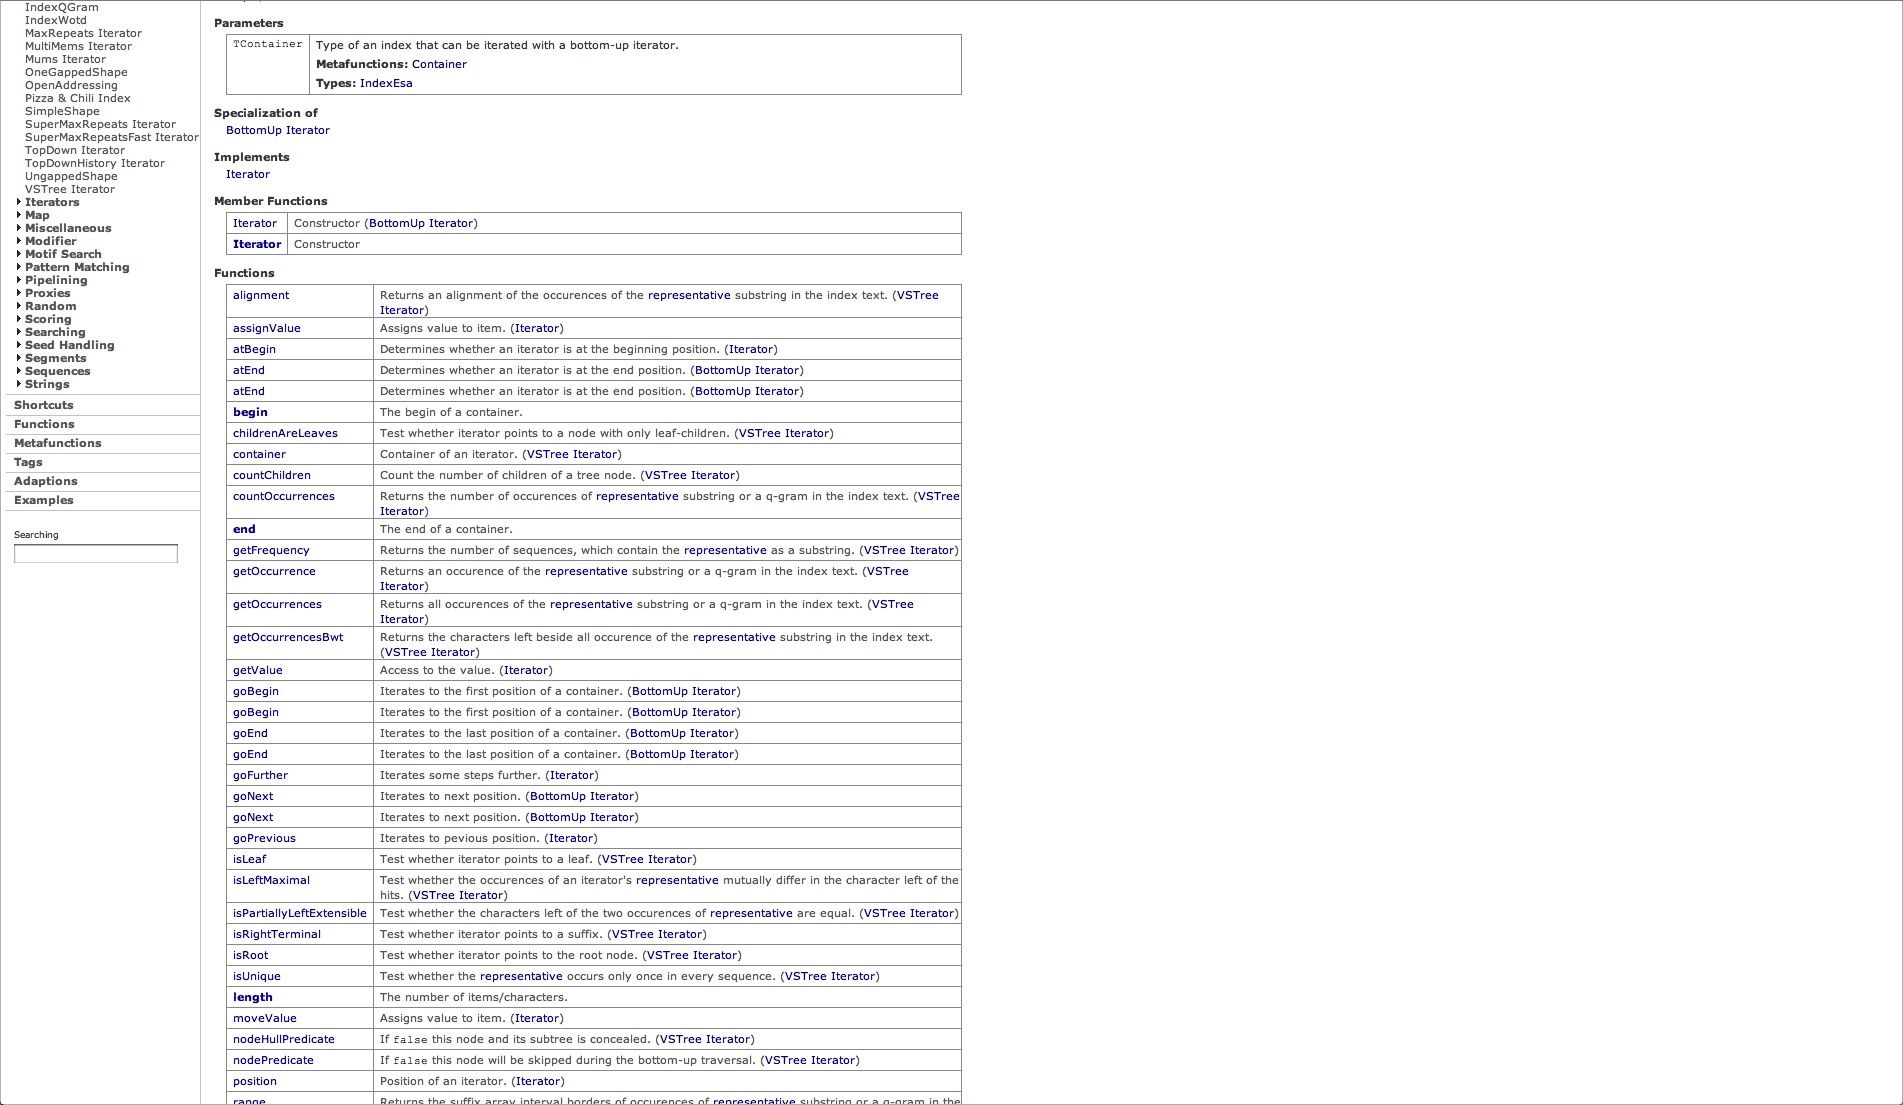 IndexQGram
IndexWotd
MaxRepeats Iterator
MultiMems Iterator
Mums Iterator
OneGappedShape
OpenAddressing
Pizza & Chili Index
SimpleShape
SuperMaxRepeats Iterator
SuperMaxRepeatsFast Iterator
TopDown Iterator
TopDownHistory Iterator
UngappedShape
VSTree Iterator
Iterators
Map
Miscellaneous
Modifier
Motif Search
Pattern Matching
Pipelining
Proxies
Random
Scoring
Searching
Seed Handling
Segments
Sequences
Strings
Shortcuts
Functions
Metafunctions
Tags
Adaptions
Examples
Searching
Parameters
TContainer Type of an index that can be iterated with a bottom-up iterator.
Metafunctions: Container
Types: IndexEsa
Specialization of
BottomUp Iterator
Implements
Iterator
Member Functions
Iterator Constructor (BottomUp Iterator)
Iterator Constructor
Functions
alignment Returns an alignment of the occurences of the representative substring in the index text. (VSTree
Iterator)
assignValue Assigns value to item. (Iterator)
atBegin Determines whether an iterator is at the beginning position. (Iterator)
atEnd Determines whether an iterator is at the end position. (BottomUp Iterator)
atEnd Determines whether an iterator is at the end position. (BottomUp Iterator)
begin The begin of a container.
childrenAreLeaves Test whether iterator points to a node with only leaf-children. (VSTree Iterator)
container Container of an iterator. (VSTree Iterator)
countChildren Count the number of children of a tree node. (VSTree Iterator)
countOccurrences Returns the number of occurences of representative substring or a q-gram in the index text. (VSTree
Iterator)
end The end of a container.
getFrequency Returns the number of sequences, which contain the representative as a substring. (VSTree Iterator)
getOccurrence Returns an occurence of the representative substring or a q-gram in the index text. (VSTree
Iterator)
getOccurrences Returns all occurences of the representative substring or a q-gram in the index text. (VSTree
Iterator)
getOccurrencesBwt Returns the characters left beside all occurence of the representative substring in the index text.
(VSTree Iterator)
getValue Access to the value. (Iterator)
goBegin Iterates to the first position of a container. (BottomUp Iterator)
goBegin Iterates to the first position of a container. (BottomUp Iterator)
goEnd Iterates to the last position of a container. (BottomUp Iterator)
goEnd Iterates to the last position of a container. (BottomUp Iterator)
goFurther Iterates some steps further. (Iterator)
goNext Iterates to next position. (BottomUp Iterator)
goNext Iterates to next position. (BottomUp Iterator)
goPrevious Iterates to pevious position. (Iterator)
isLeaf Test whether iterator points to a leaf. (VSTree Iterator)
isLeftMaximal Test whether the occurences of an iterator's representative mutually differ in the character left of the
hits. (VSTree Iterator)
isPartiallyLeftExtensible Test whether the characters left of the two occurences of representative are equal. (VSTree Iterator)
isRightTerminal Test whether iterator points to a suffix. (VSTree Iterator)
isRoot Test whether iterator points to the root node. (VSTree Iterator)
isUnique Test whether the representative occurs only once in every sequence. (VSTree Iterator)
length The number of items/characters.
moveValue Assigns value to item. (Iterator)
nodeHullPredicate If false this node and its subtree is concealed. (VSTree Iterator)
nodePredicate If false this node will be skipped during the bottom-up traversal. (VSTree Iterator)
position Position of an iterator. (Iterator)
range Returns the suffix array interval borders of occurences of representative substring or a q-gram in the